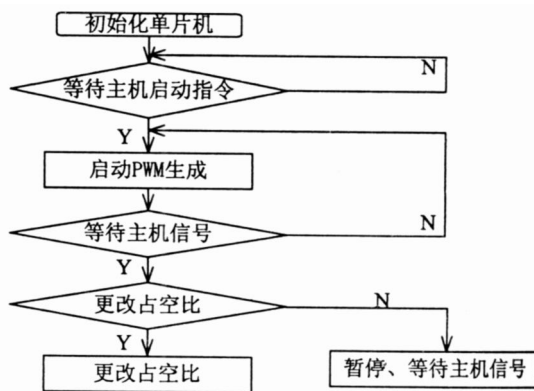 初始化单片机
N
等待主机启动指令
Y
启动PWM生成
等待主机信号
N
Y
更改占空比
N
Y
更改占空比
暂停、等待主机信号